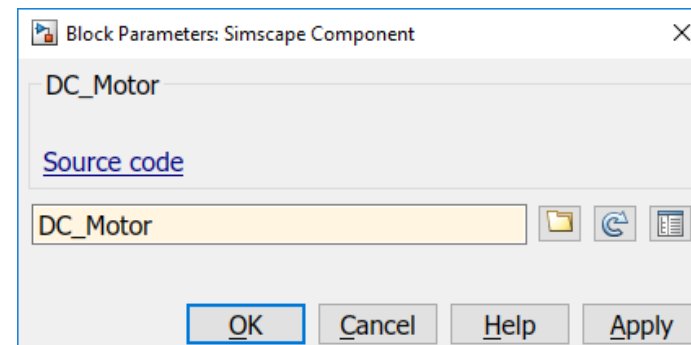 Block Parameters: Simscape Component
DC_Motor
Source code
DC_Motor
OK Cancel Help Apply